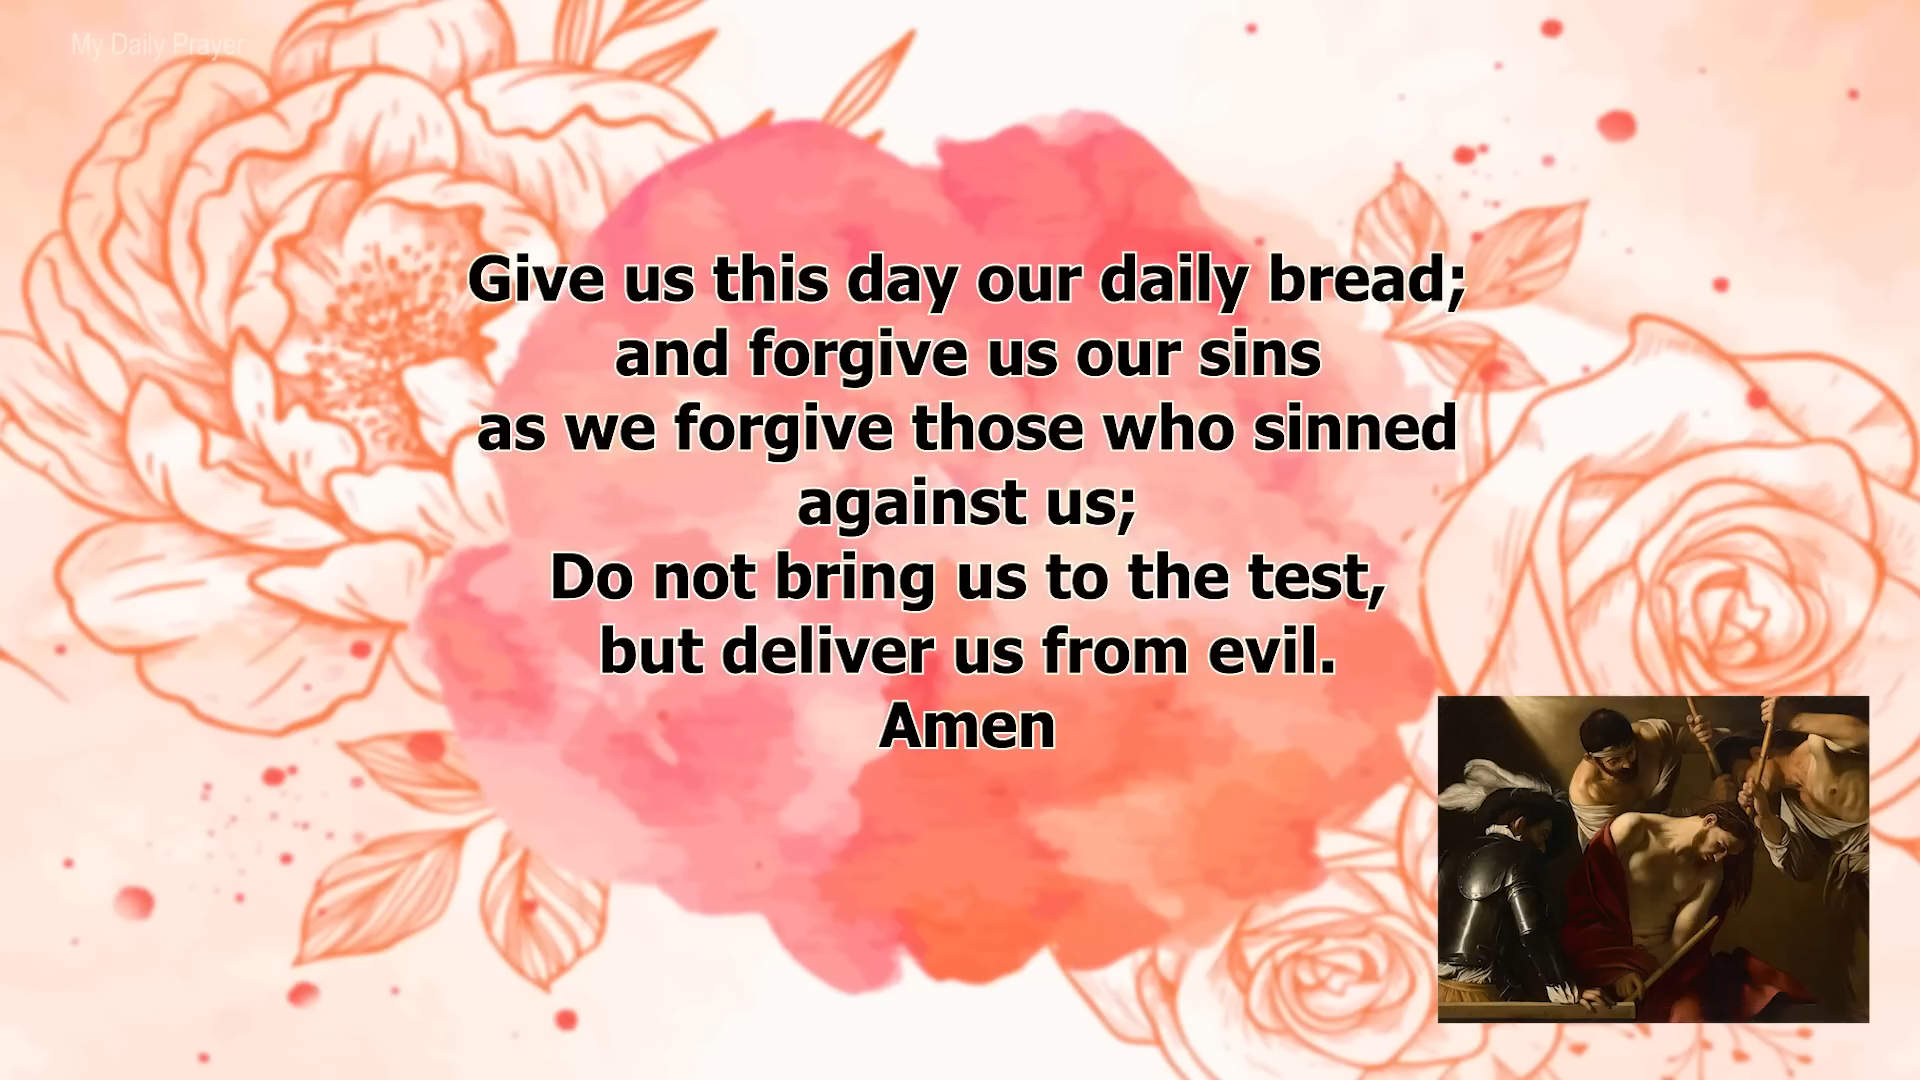 My Daily Prayer
Give us this day our daily bread;
and forgive us our sins
as we forgive those who sinned
against us;
Do not bring us to the test,
but deliver us from evil.
Amen